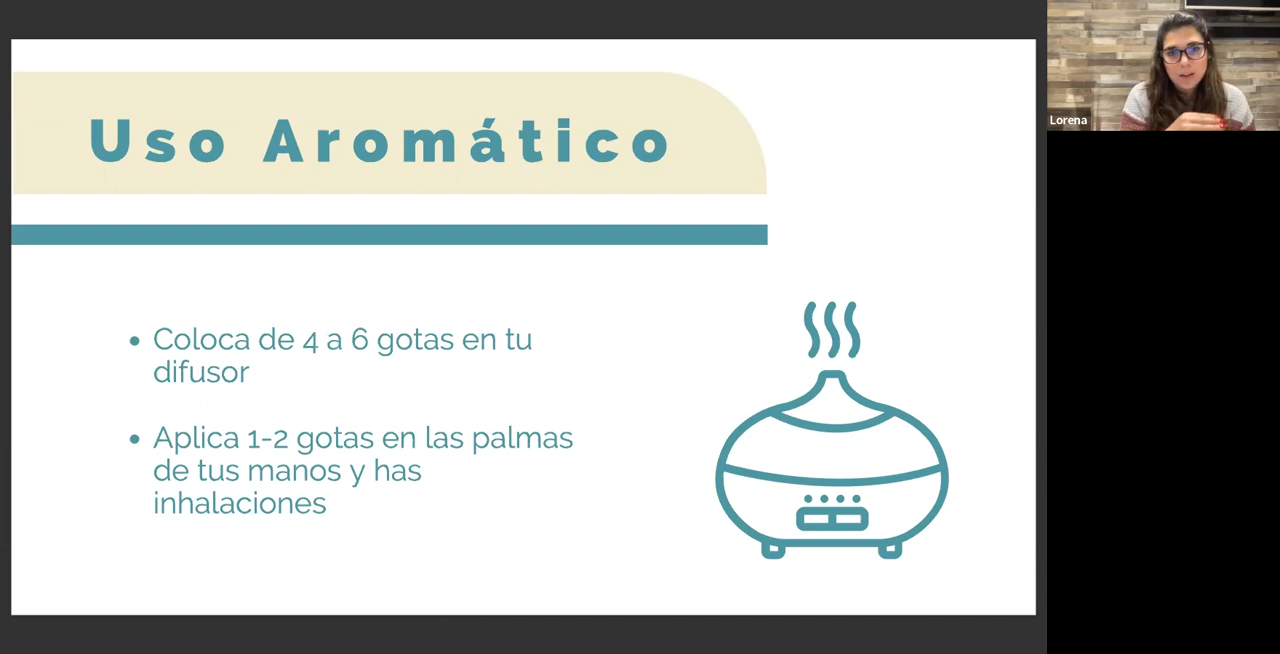 Uso Aromático
Coloca de 4 a 6 gotas en tu
difusor
Aplica 1-2 gotas en las palmas
de tus manos y has
inhalaciones
Lorena